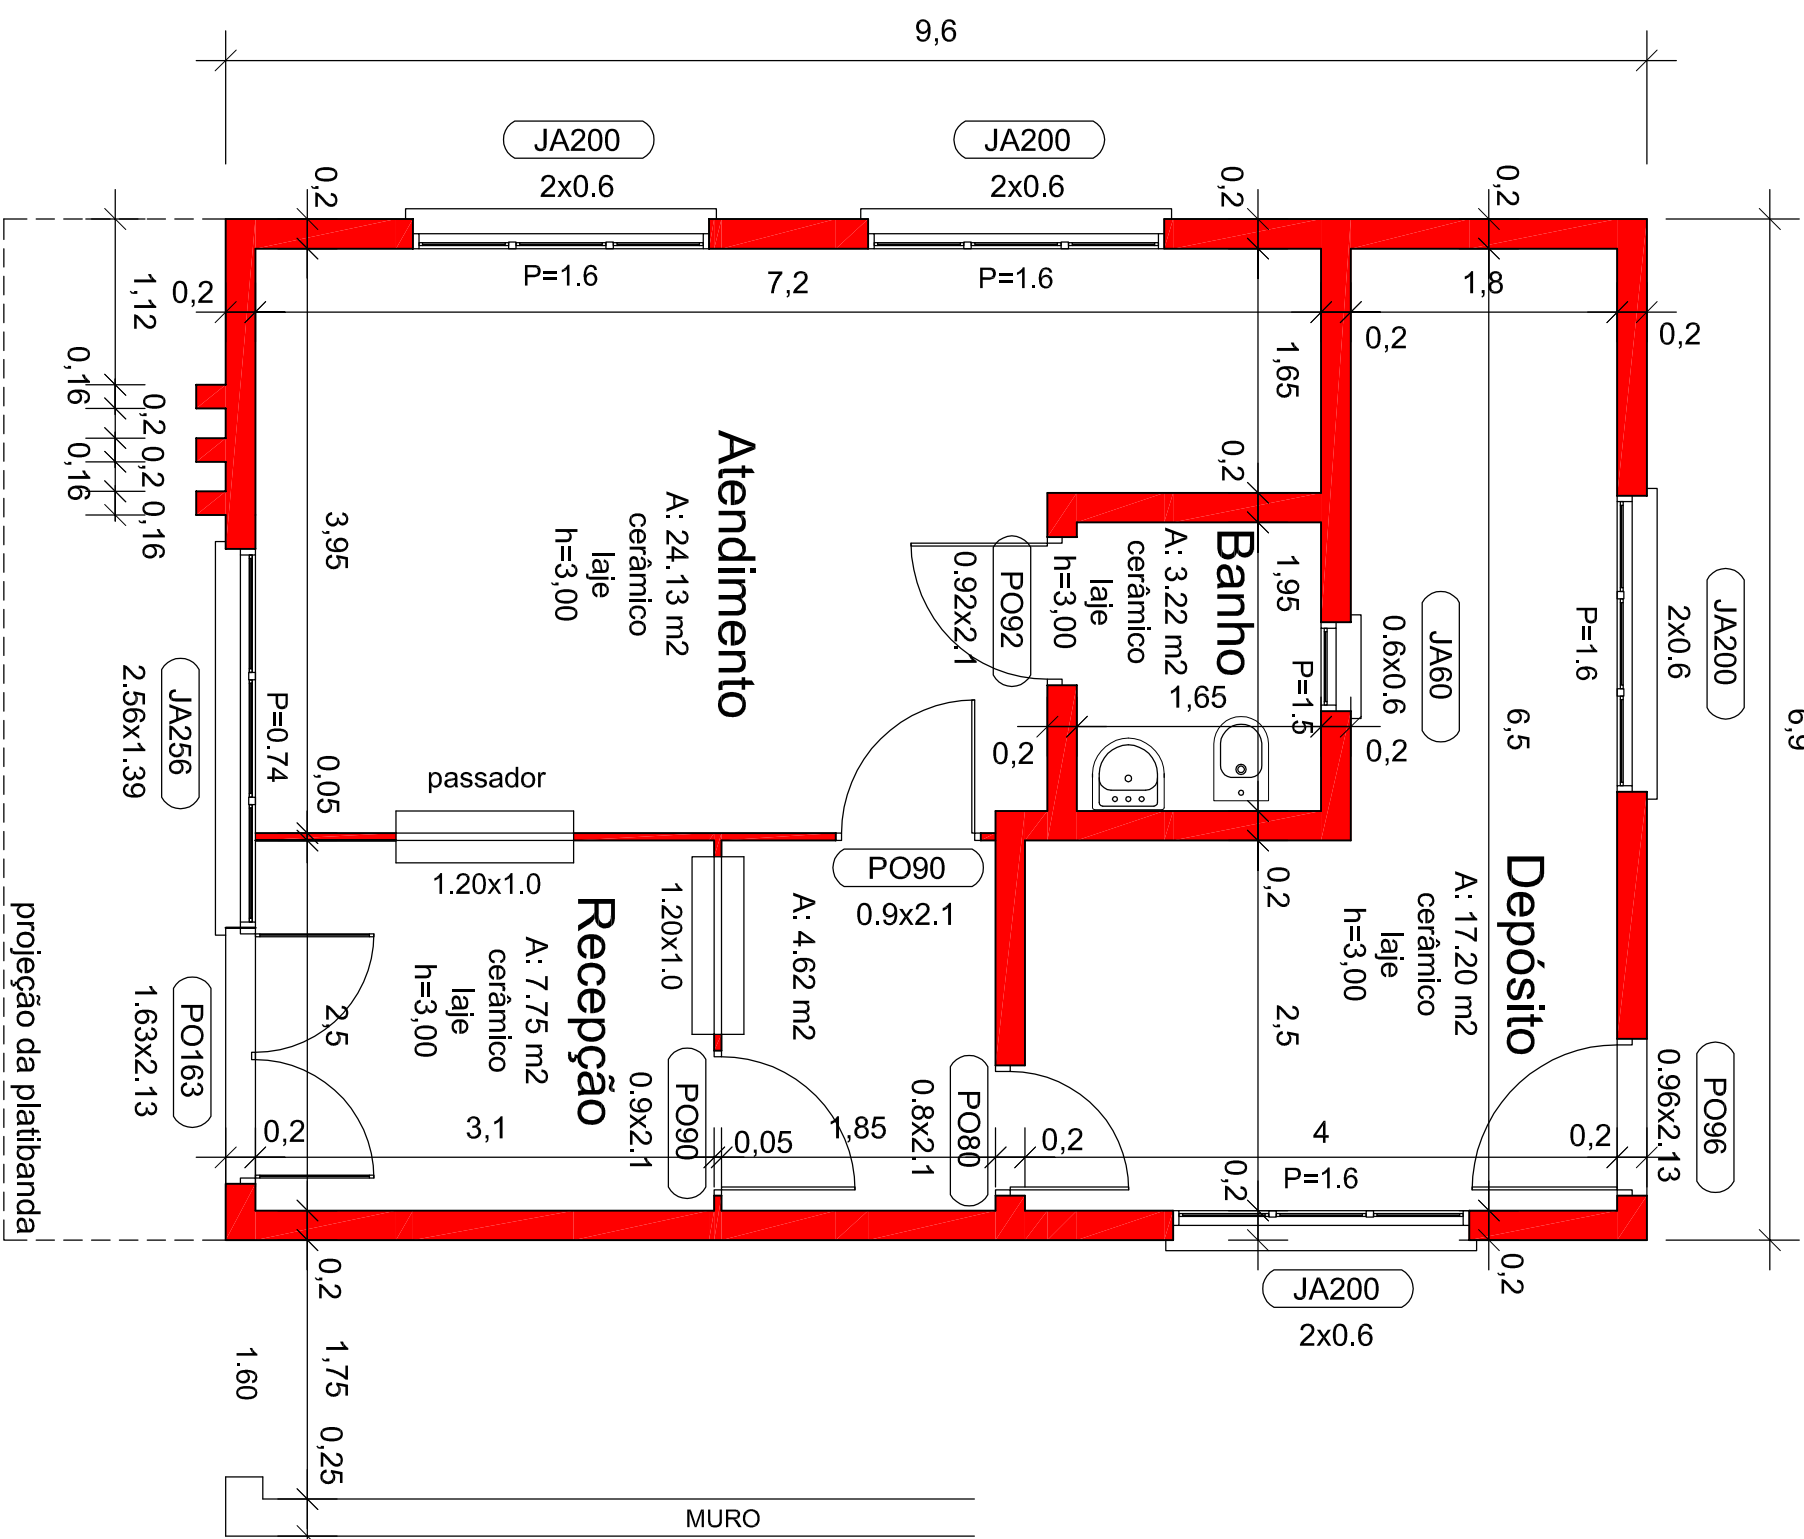 9,6
JA200
2x0.6
JA200
2x0.6
0,2
0,2
0,2
P=1.6
7,2
P=1.6
1,8
1,12
0,2
0,2
0,2
0,16
0,2
0,2
0,16
0,16
1,65
0,2
3,95
Atendimento
A: 24.13 m2
cerâmico
laje
h=3,00
PO92
0.92x2.1
Banho
A: 3.22 m2
cerâmico
laje
h=3,00
1,95
1,65
P=1.5
0,2
0,2
JA60
0.6x0.6
P=1.6
JA200
2x0.6
6,9
6,5
JA256
2.56x1.39
P=0.74
0,05
passador
1.20x1.0
PO90
0.9x2.1
Recepção
A: 7.75 m2
cerâmico
laje
h=3,00
1.20x1.0
A: 4.62 m2
0,2
2,5
Depósito
A: 17.20 m2
cerâmico
laje
h=3,00
2,5
PO163
1.63x2.13
PO90
0.9x2.1
PO80
0.8x2.1
PO96
0.96x2.13
0,2
3,1
0,05
1,85
0,2
4
0,2
0,2
P=1.6
projeção da platibanda
0,2
JA200
2x0.6
0,2
1,75
1.60
0,25
MURO